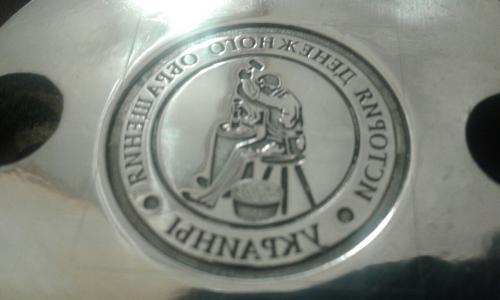 ИСТОРИЯ ДЕНЕЖНОГО ОБРАЩЕНИЯ
УКРАИНЫ